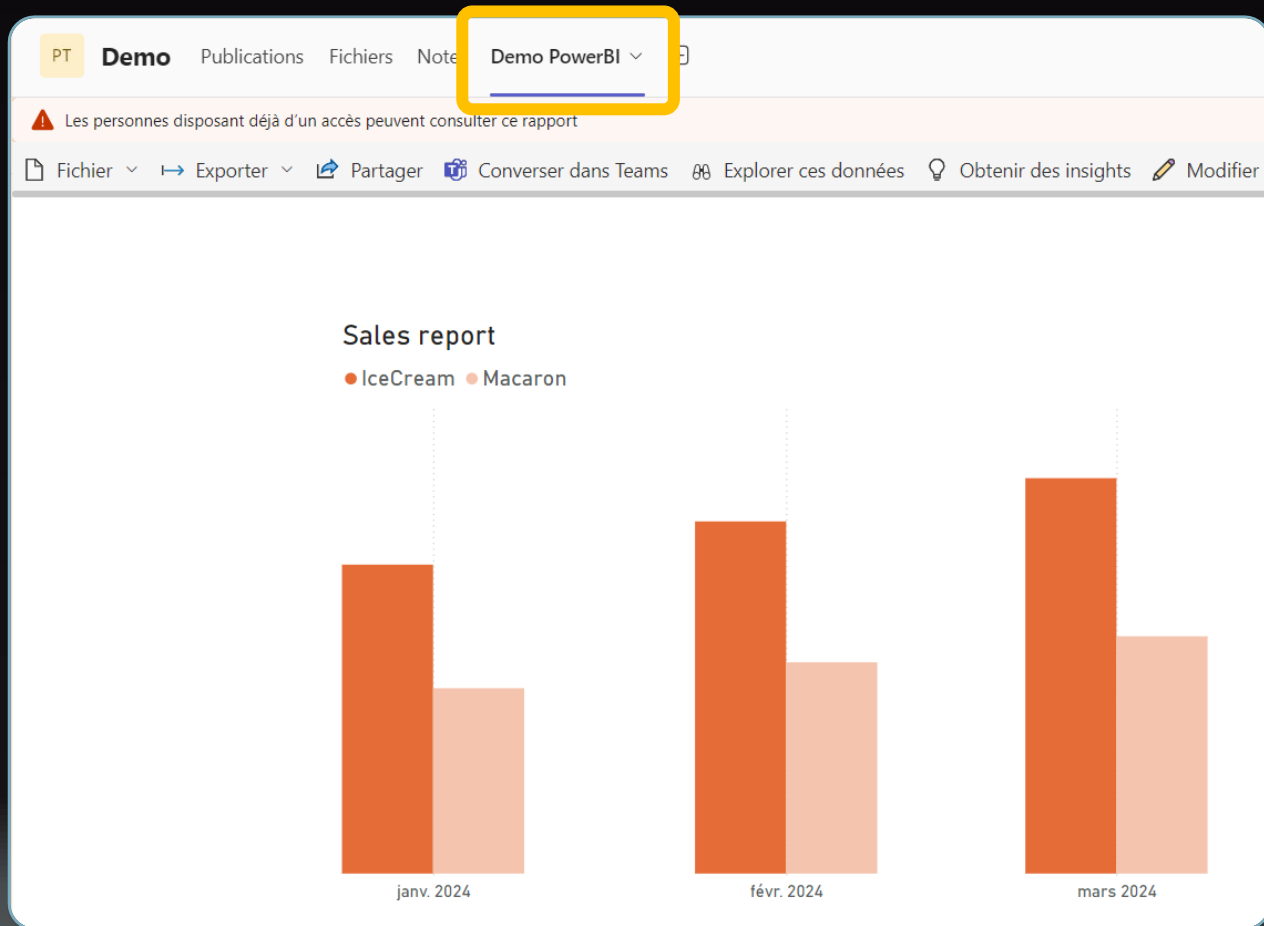 PT Demo Publications Fichiers Note Demo PowerBI
Les personnes disposant déjà d'un accès peuvent consulter ce rapport
Fichier Exporter Partager Converser dans Teams Explorer ces données Obtenir des insights Modifier
Sales report
IceCream Macaron
janv. 2024 févr. 2024 mars 2024